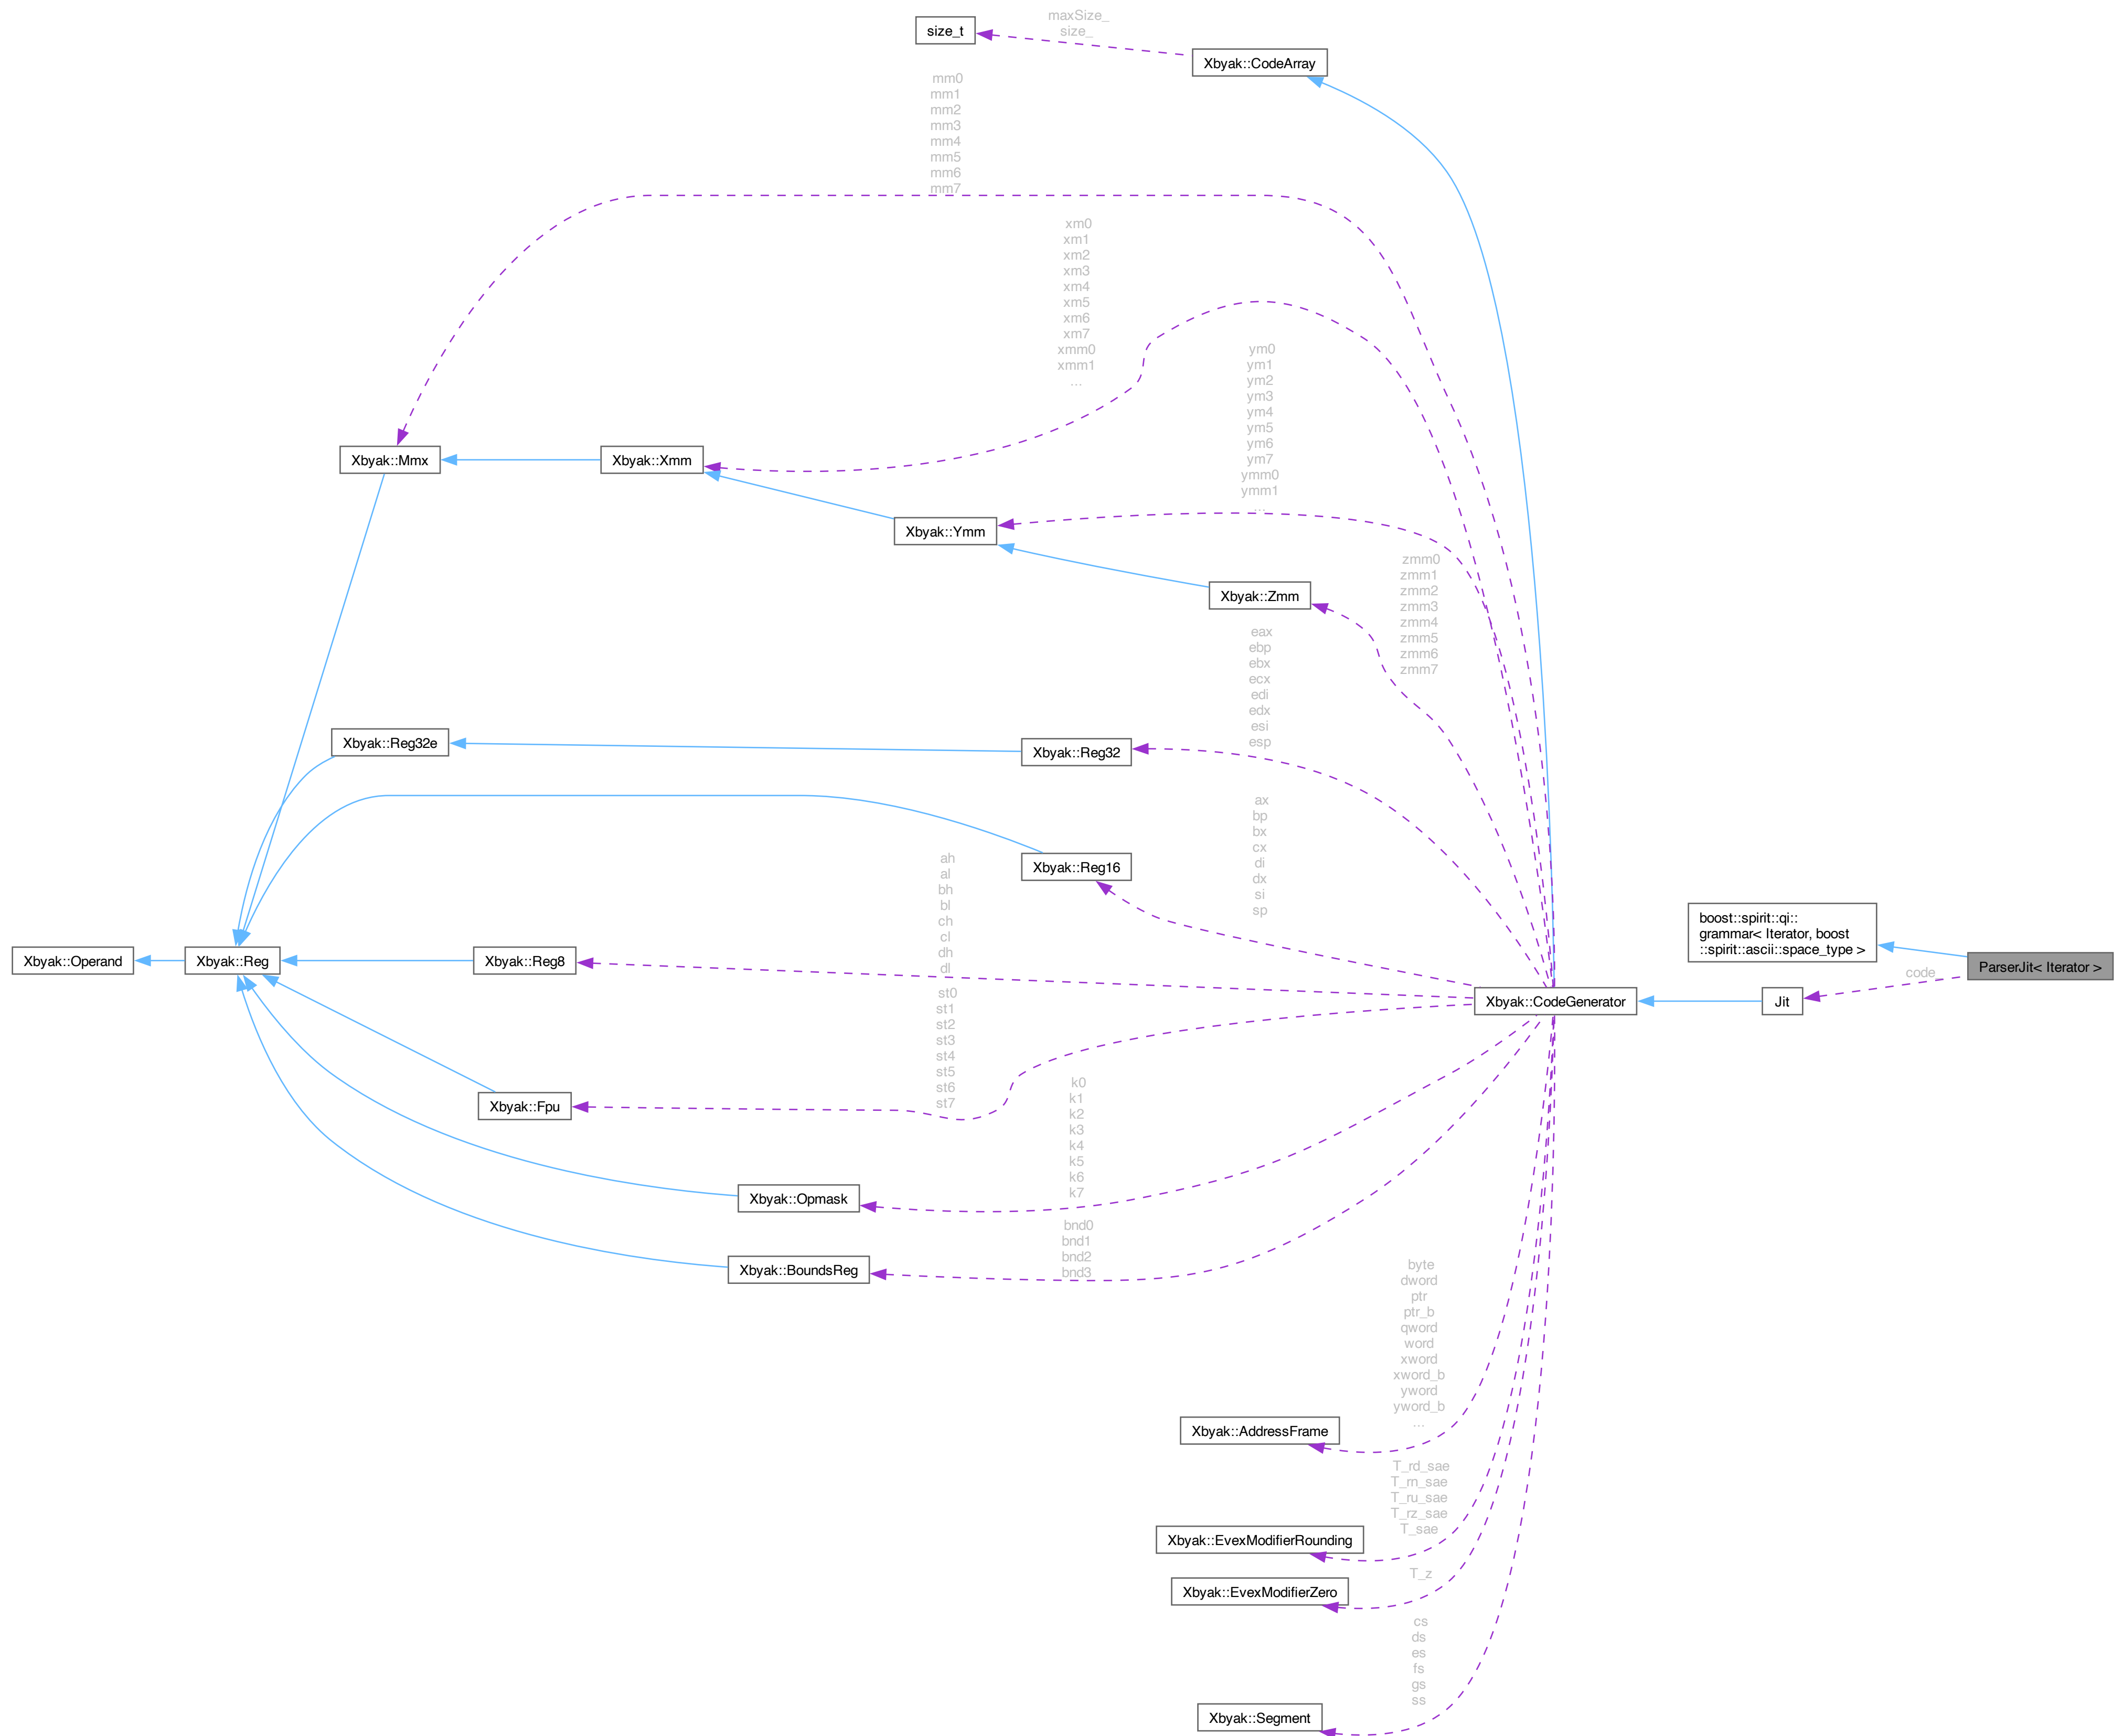 size_t
maxSize_
size_
Xbyak::CodeArray
mm0
mm1
mm2
mm3
mm4
mm5
mm6
mm7
xm0
xm1
xm2
xm3
xm4
xm5
xm6
xm7
xmm0
xmm1
...
ym0
ym1
ym2
ym3
ym4
ym5
ym6
ym7
ymm0
ymm1
...
Xbyak::Mmx
Xbyak::Xmm
Xbyak::Ymm
Xbyak::Zmm
zmm0
zmm1
zmm2
zmm3
zmm4
zmm5
zmm6
zmm7
eax
ebp
ebx
ecx
edi
edx
esi
esp
Xbyak::Reg32e
Xbyak::Reg32
ax
bp
bx
cx
di
dx
si
sp
Xbyak::Reg16
ah
al
bh
bl
ch
cl
dh
dl
Xbyak::Operand
Xbyak::Reg
Xbyak::Reg8
boost::spirit::qi::
grammar< Iterator, boost
::spirit::ascii::space_type >
ParserJit< Iterator >
code
Xbyak::CodeGenerator
Jit
st0
st1
st2
st3
st4
st5
st6
st7
Xbyak::Fpu
k0
k1
k2
k3
k4
k5
k6
k7
Xbyak::Opmask
bnd0
bnd1
bnd2
bnd3
Xbyak::BoundsReg
byte
dword
ptr
ptr_b
qword
word
xword
xword_b
yword
yword_b
...
Xbyak::AddressFrame
T_rd_sae
T_rn_sae
T_ru_sae
T_rz_sae
T_sae
Xbyak::EvexModifierRounding
T_z
Xbyak::EvexModifierZero
cs
ds
es
fs
gs
ss
Xbyak::Segment